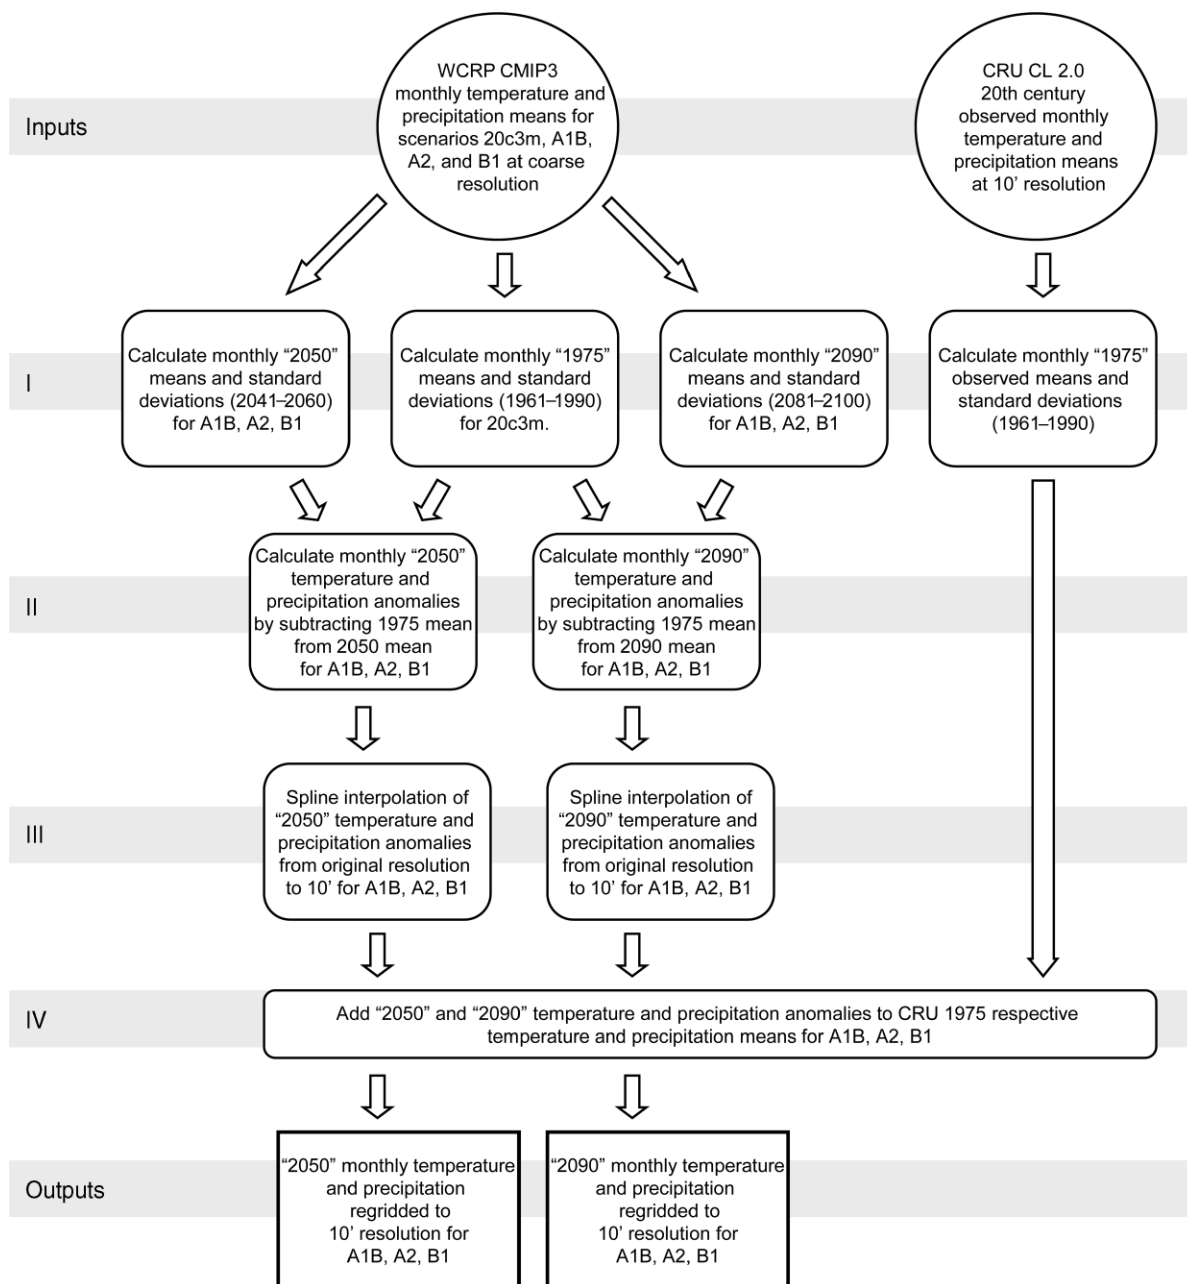 Inputs
WCRP CMIP3
monthly temperature and
precipitation means for
scenarios 20c3m, A1B,
A2, and B1 at coarse
resolution
CRU CL 2.0
20th century
observed monthly
temperature and
precipitation means
at 10’ resolution
I
Calculate monthly “2050”
means and standard
deviations (2041–2060)
for A1B, A2, B1
Calculate monthly “1975”
means and standard
deviations (1961–1990)
for 20c3m.
Calculate monthly “2090”
means and standard
deviations (2081–2100)
for A1B, A2, B1
Calculate monthly “1975”
observed means and
standard deviations
(1961–1990)
II
Calculate monthly “2050”
temperature and
precipitation anomalies
by subtracting 1975 mean
from 2050 mean
for A1B, A2, B1
Calculate monthly “2090”
temperature and
precipitation anomalies
by subtracting 1975 mean
from 2090 mean
for A1B, A2, B1
III
Spline interpolation of
“2050” temperature and
precipitation anomalies
from original resolution
to 10’ for A1B, A2, B1
Spline interpolation of
“2090” temperature and
precipitation anomalies
from original resolution
to 10’ for A1B, A2, B1
IV
Add “2050” and “2090” temperature and precipitation anomalies to CRU 1975 respective
temperature and precipitation means for A1B, A2, B1
Outputs
“2050” monthly temperature
and precipitation
regridded to
10’ resolution for
A1B, A2, B1
“2090” monthly temperature
and precipitation
regridded to
10’ resolution for
A1B, A2, B1